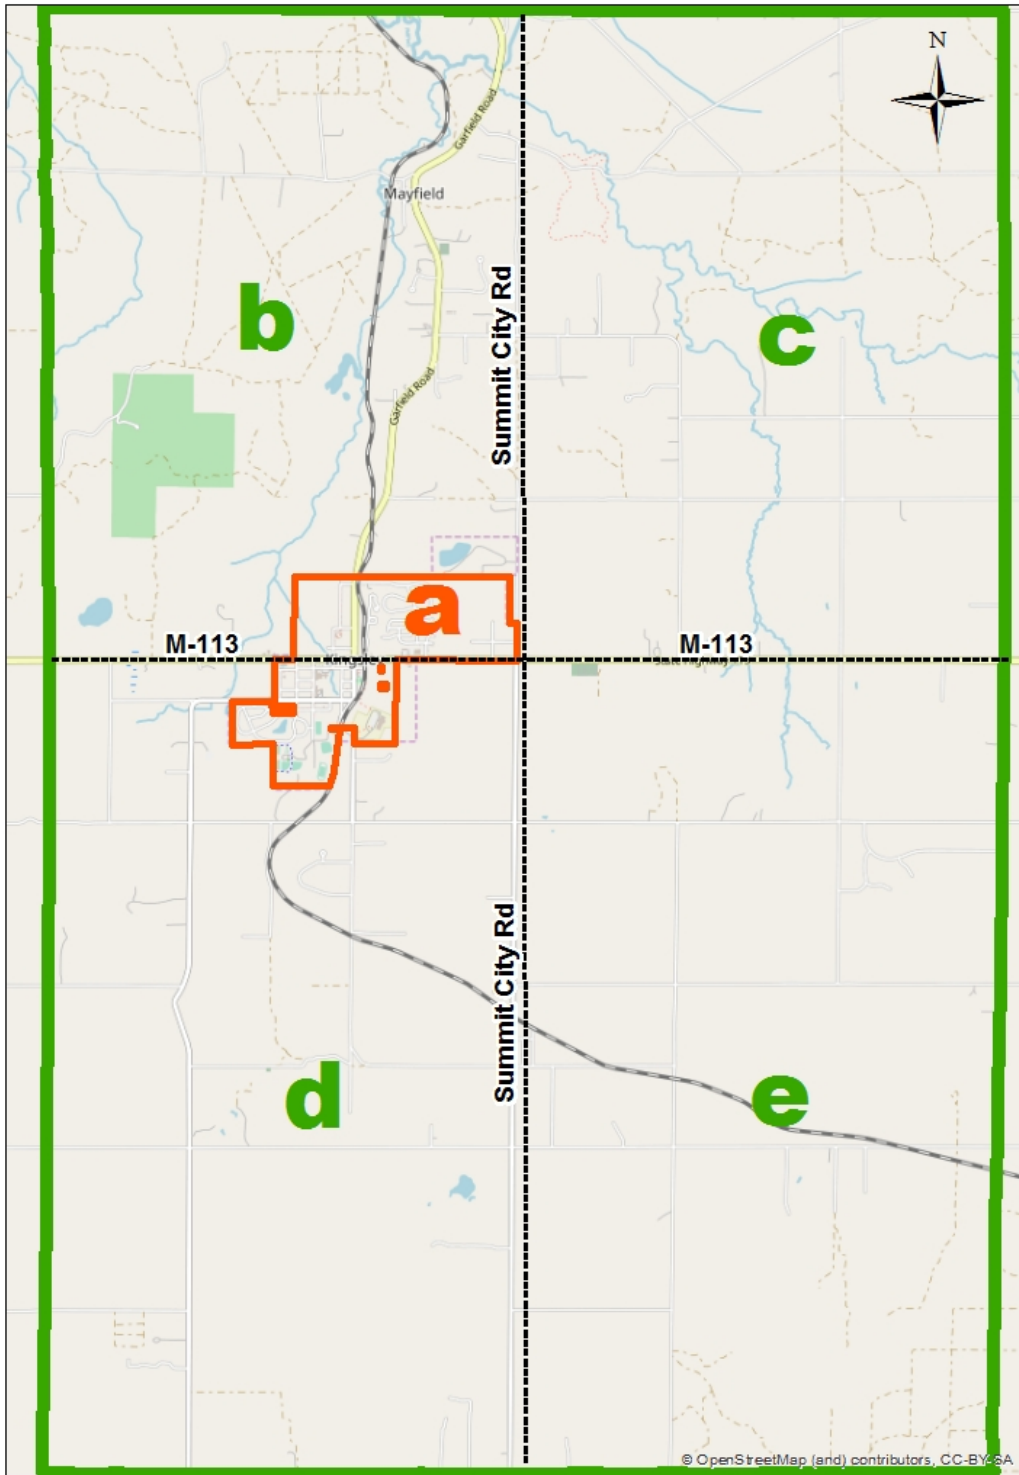 N
Garfield Road
Mayfield
Summit City Rd
b
c
Garfield Road
a
M-113
M-113
d
Summit City Rd
e
© OpenStreetMap (and) contributors, CC-BY-SA